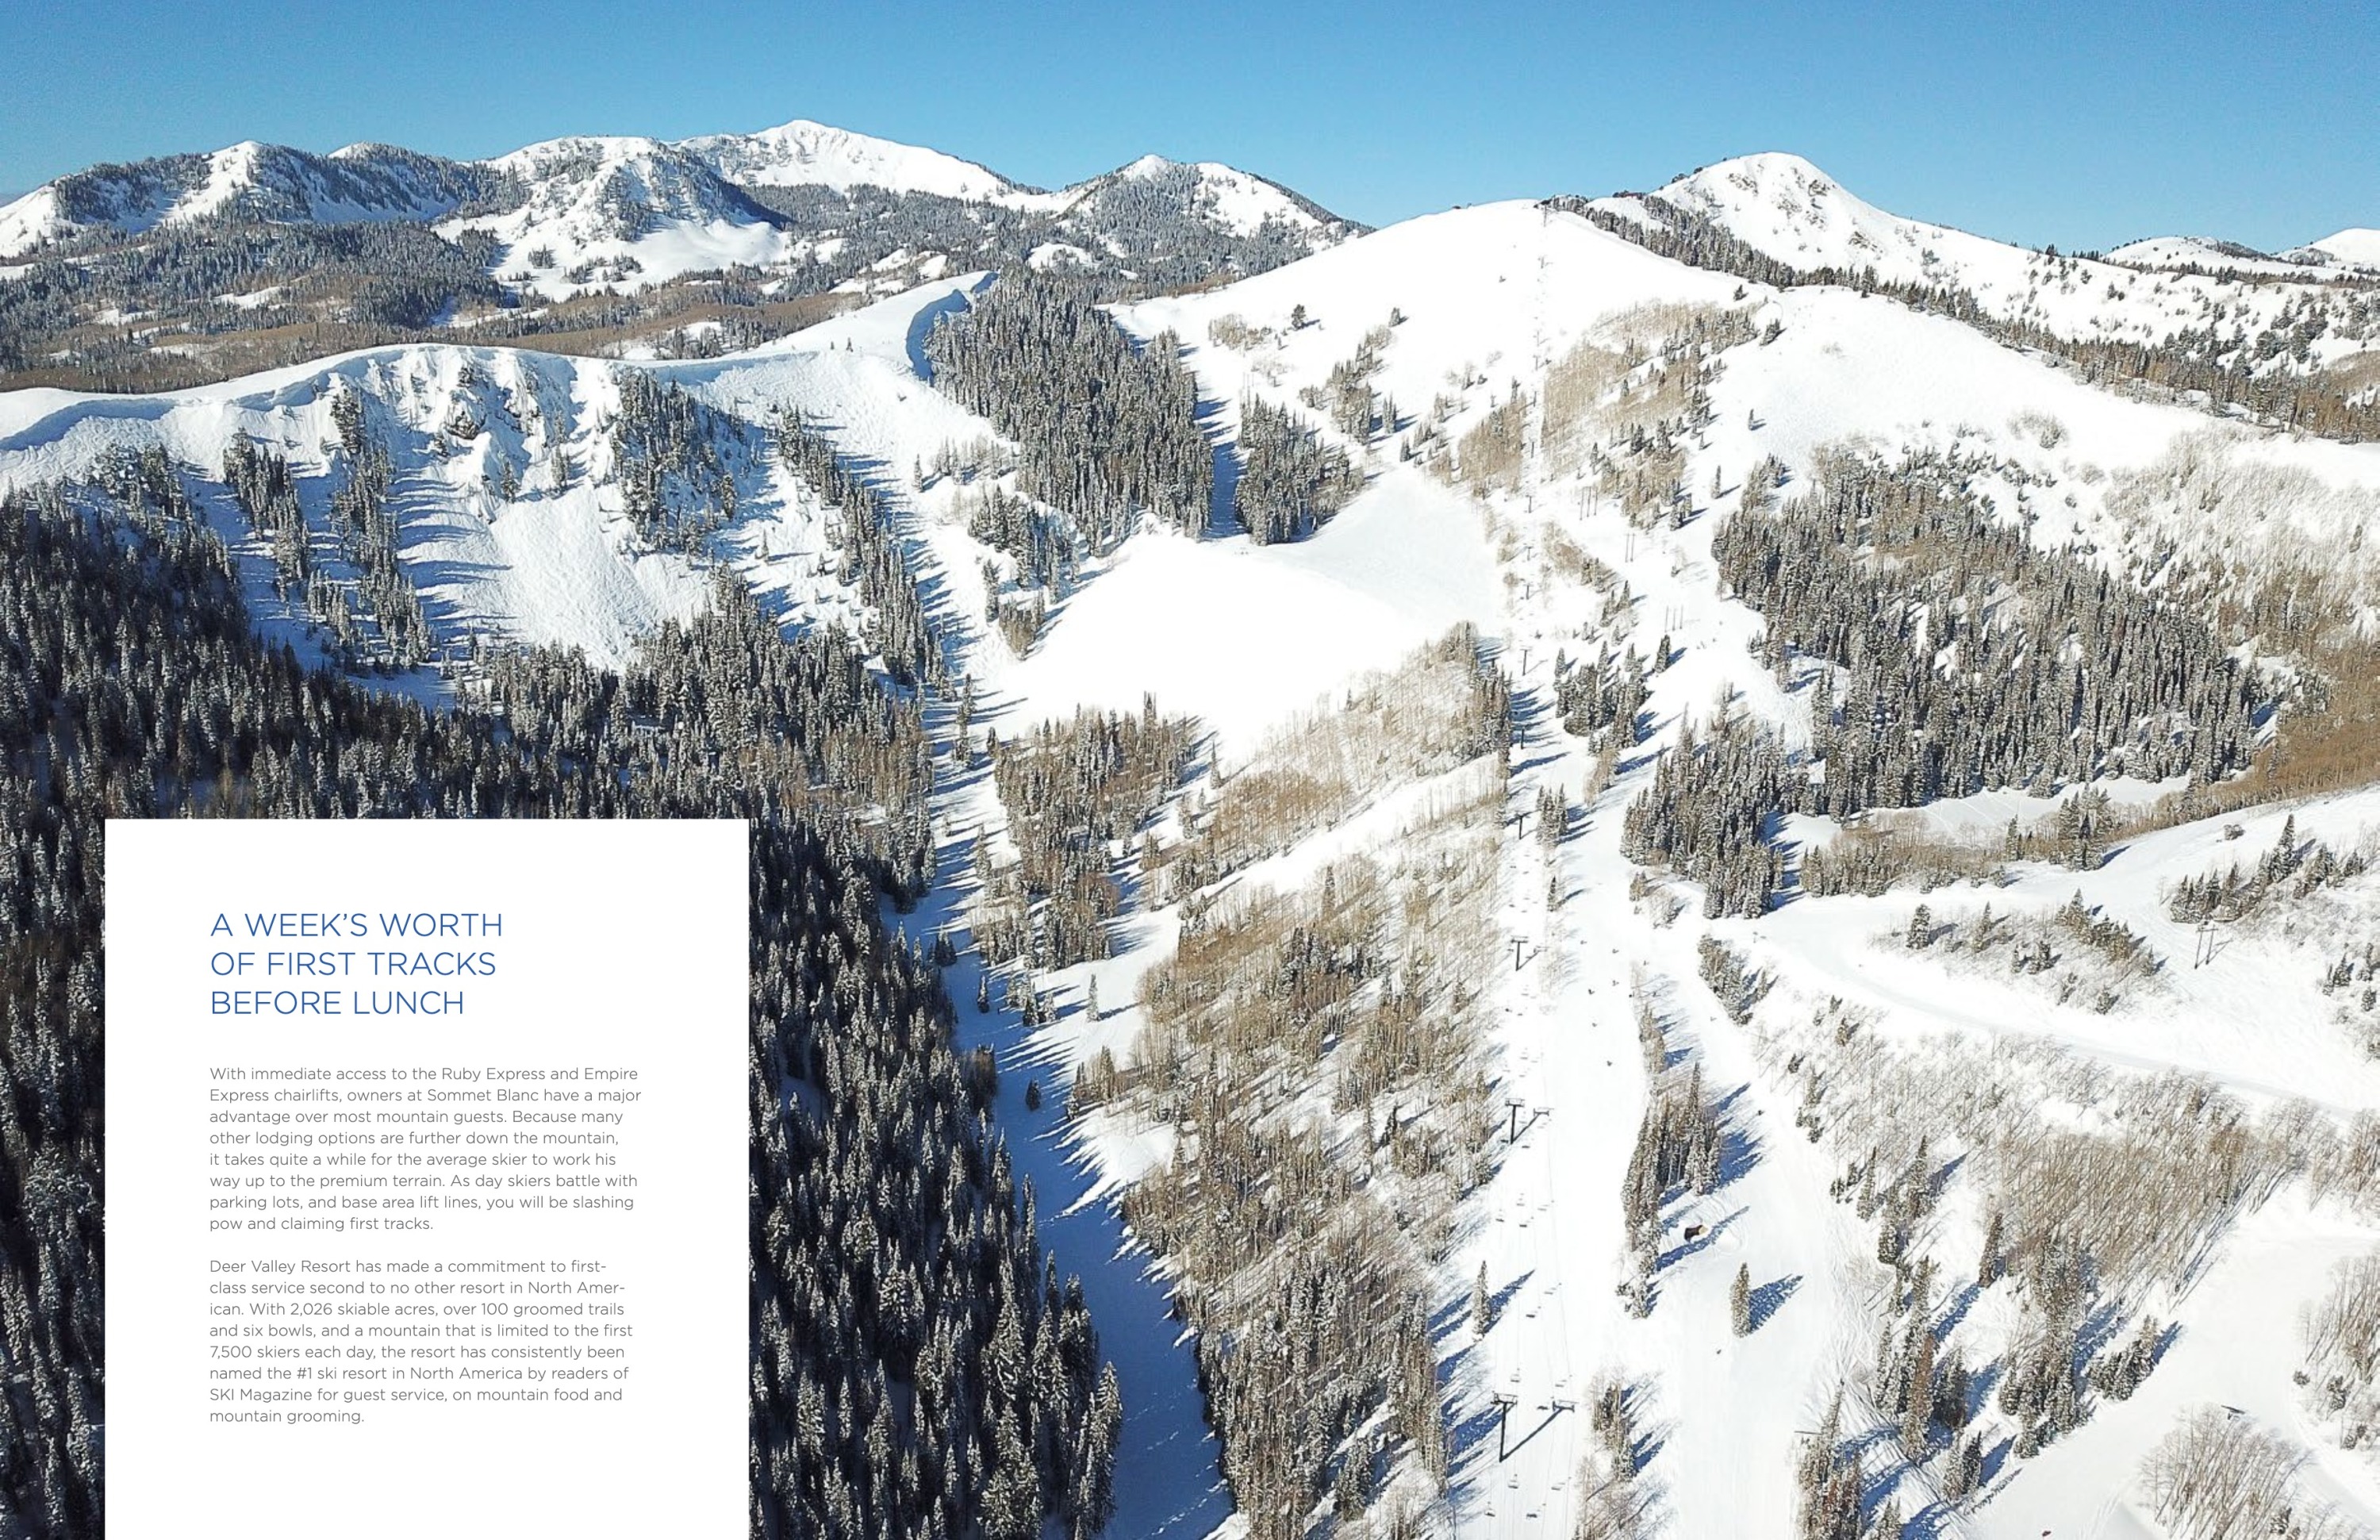 A WEEK’S WORTH
OF FIRST TRACKS
BEFORE LUNCH
With immediate access to the Ruby Express and Empire
Express chairlifts, owners at Sommet Blanc have a major
advantage over most mountain guests. Because many
other lodging options are further down the mountain,
it takes quite a while for the average skier to work his
way up to the premium terrain. As day skiers battle with
parking lots, and base area lift lines, you will be slashing
pow and claiming first tracks.
Deer Valley Resort has made a commitment to first-
class service second to no other resort in North Amer-
ican. With 2,026 skiable acres, over 100 groomed trails
and six bowls, and a mountain that is limited to the first
7,500 skiers each day, the resort has consistently been
named the #1 ski resort in North America by readers of
SKI Magazine for guest service, on mountain food and
mountain grooming.